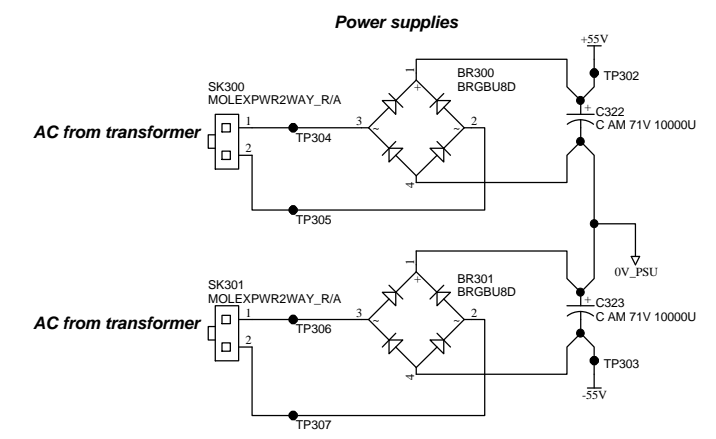 Power supplies
+55V
TP302
SK300
MOLEXPWR2WAY_R/A
BR300
BRGBU8D
1
+
C322
C AM 71V 10000U
+
AC from transformer
1
2
TP304
3
~
~
2
4
TP305
0V_PSU
SK301
MOLEXPWR2WAY_R/A
BR301
BRGBU8D
1
+
C323
C AM 71V 10000U
+
AC from transformer
1
2
TP306
3
~
~
2
4
TP303
-55V
TP307